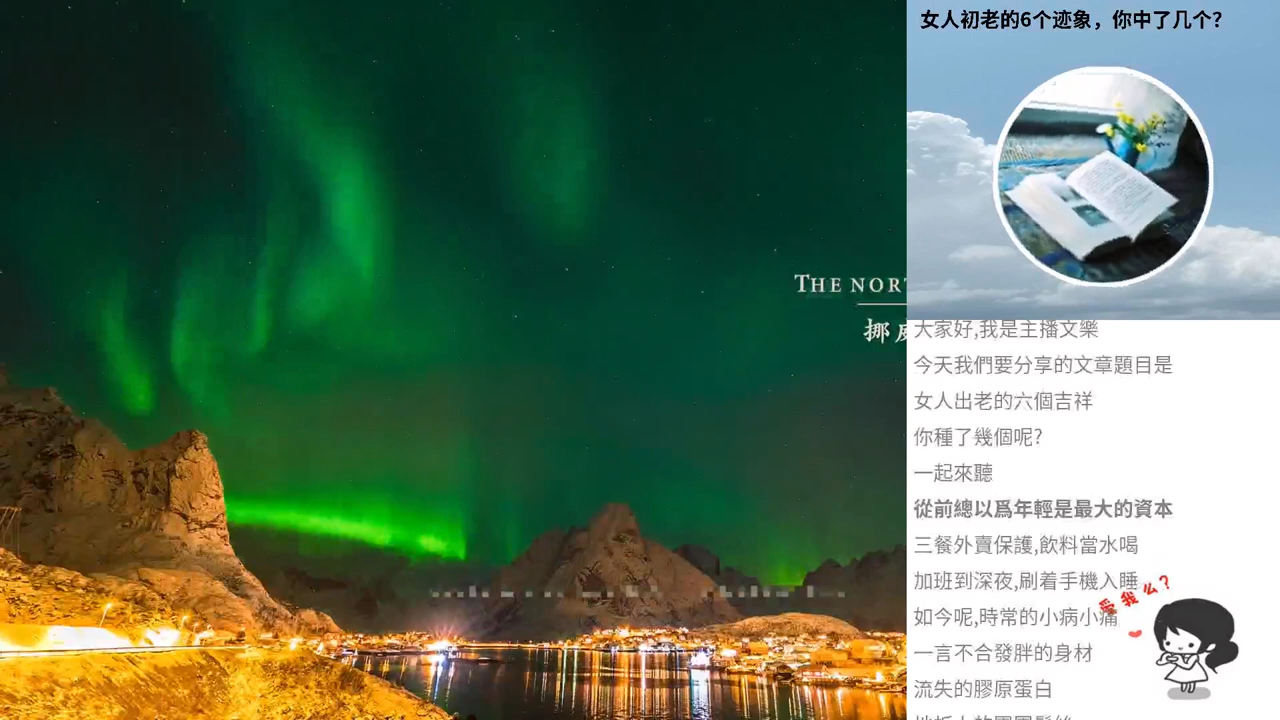 女人初老的6个迹象，你中了几个？
THE NOR
挪
大家好,我是主播文樂
今天我們要分享的文章題目是
女人出老的六個吉祥
你種了幾個呢?
一起來聽
從前總以爲年輕是最大的資本
三餐外賣保護,飲料當水喝
加班到深夜,刷着手機入睡
如今呢,時常的小病小痛
一言不合發胖的身材
流失的膠原蛋白
愛我么?